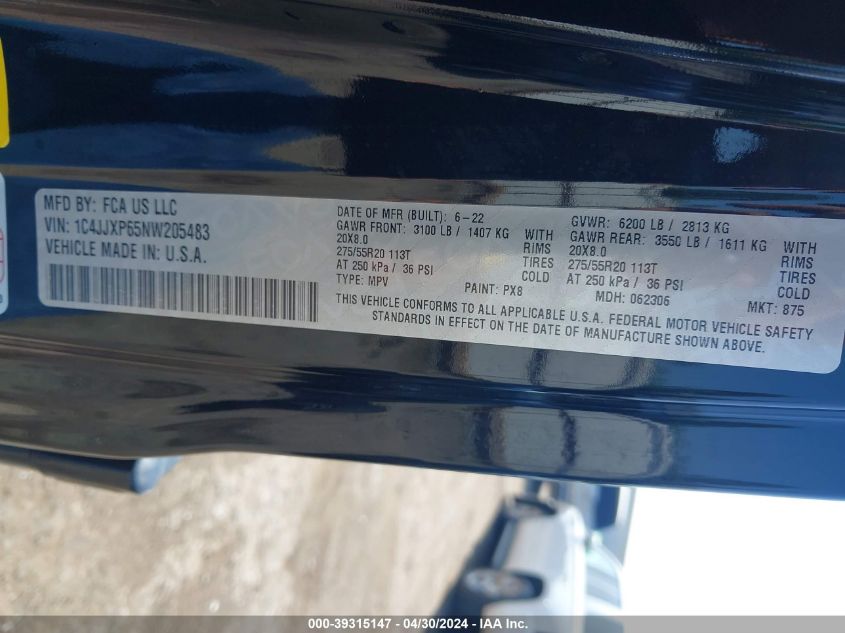 MFD BY: FCA US LLC
VIN: 1C4JJXP65NW205483
VEHICLE MADE IN U.S.A.
DATE OF MFR (BUILT): 6-22
GAWR FRONT: 3100 LB / 1407 KG WITH
20X8.0 RIMS
275/55R20 113T TIRES
AT 250 kPa / 36 PSI COLD
TYPE: MPV PAINT: PX8
GVWR: 6200 LB / 2813 KG
GAWR REAR: 3550 LB / 1611 KG WITH
20X8.0 RIMS
275/55R20 113T TIRES
AT 250 kPa / 36 PSI COLD
MDH: 062306 MKT: 875
THIS VEHICLE CONFORMS TO ALL APPLICABLE U.S.A. FEDERAL MOTOR VEHICLE SAFETY
STANDARDS IN EFFECT ON THE DATE OF MANUFACTURE SHOWN ABOVE.
000-39315147 - 04/30/2024 - IAA Inc.